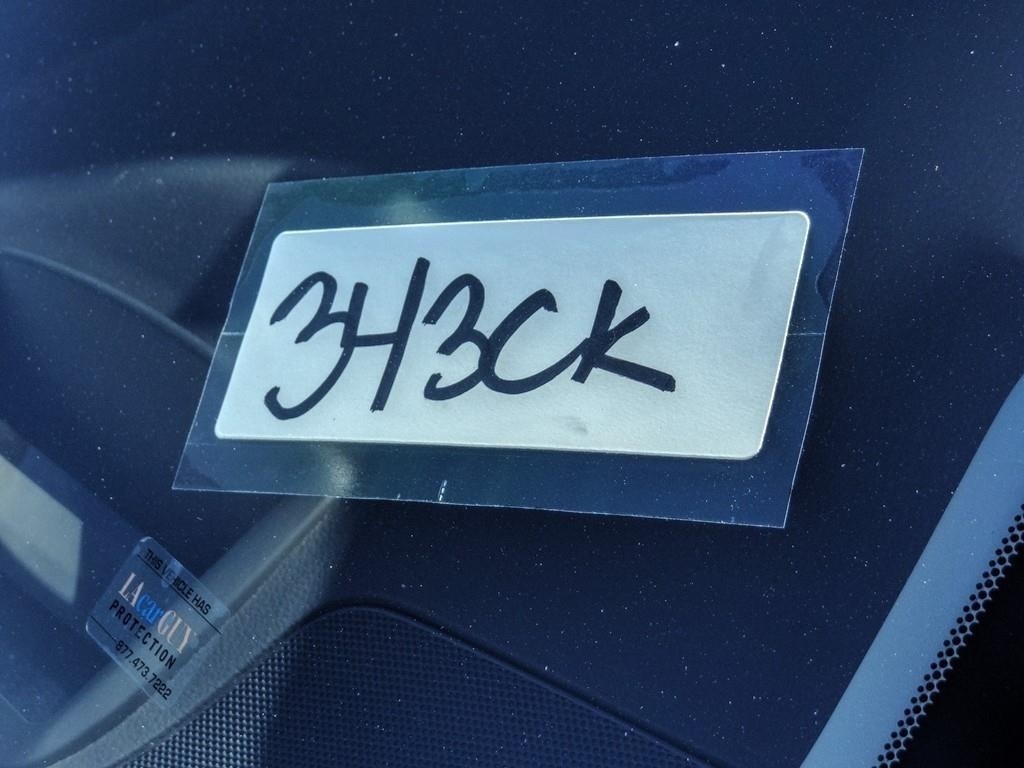 3H3CK
THIS VEHICLE HAS
LAcarGUY
PROTECTION
877.473.7222